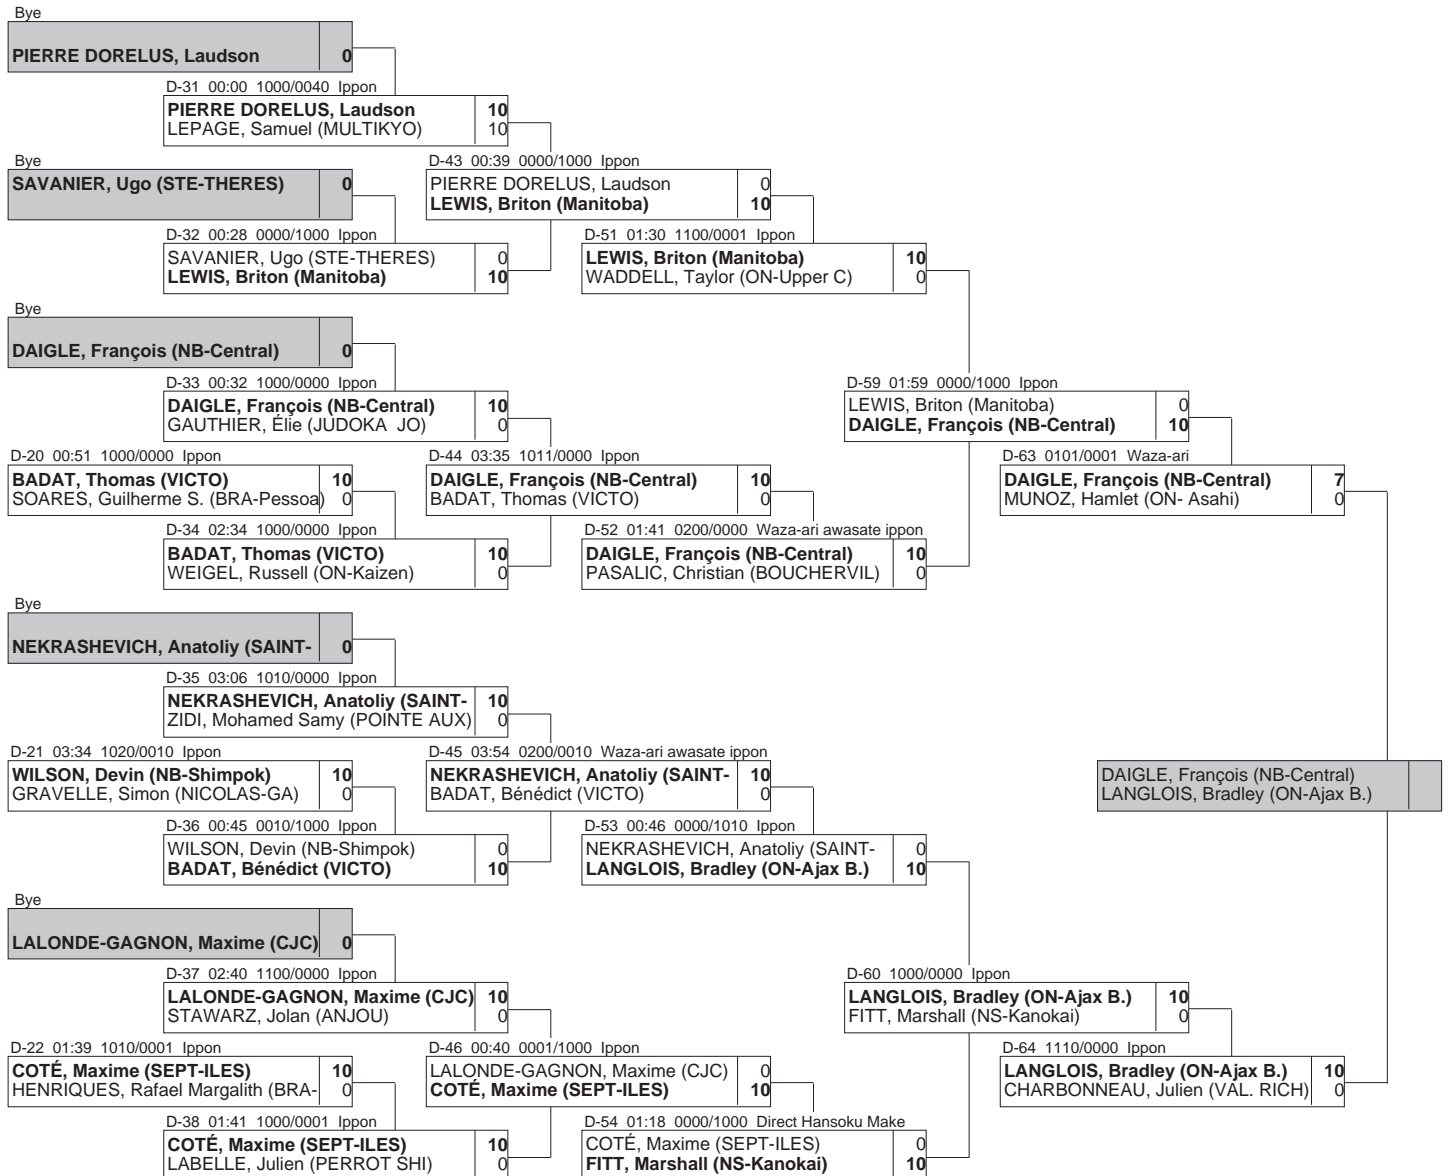 Bye
PIERRE DORELUS, Laudson 0
D-31 00:00 1000/0040 Ippon
PIERRE DORELUS, Laudson 10
LEPAGE, Samuel (MULTIKYO) 10
Bye
SAVANIER, Ugo (STE-THERES) 0
D-43 00:39 0000/1000 Ippon
PIERRE DORELUS, Laudson 0
LEWIS, Briton (Manitoba) 10
D-32 00:28 0000/1000 Ippon
SAVANIER, Ugo (STE-THERES) 0
LEWIS, Briton (Manitoba) 10
D-51 01:30 1100/0001 Ippon
LEWIS, Briton (Manitoba) 10
WADDELL, Taylor (ON-Upper C) 0
Bye
DAIGLE, François (NB-Central) 0
D-33 00:32 1000/0000 Ippon
DAIGLE, François (NB-Central) 10
GAUTHIER, Élie (JUDOKA JO) 0
D-59 01:59 0000/1000 Ippon
LEWIS, Briton (Manitoba) 0
DAIGLE, François (NB-Central) 10
D-20 00:51 1000/0000 Ippon
BADAT, Thomas (VICTO) 10
SOARES, Guilherme S. (BRA-Pessoa) 0
D-44 03:35 1011/0000 Ippon
DAIGLE, François (NB-Central) 10
BADAT, Thomas (VICTO) 0
D-63 0101/0001 Waza-ari
DAIGLE, François (NB-Central) 7
MUNOZ, Hamlet (ON- Asahi) 0
D-34 02:34 1000/0000 Ippon
BADAT, Thomas (VICTO) 10
WEIGEL, Russell (ON-Kaizen) 0
D-52 01:41 0200/0000 Waza-ari awasate ippon
DAIGLE, François (NB-Central) 10
PASALIC, Christian (BOUCHERVIL) 0
Bye
NEKRASHEVICH, Anatoliy (SAINT- 0
D-35 03:06 1010/0000 Ippon
NEKRASHEVICH, Anatoliy (SAINT- 10
ZIDI, Mohamed Samy (POINTE AUX) 0
D-21 03:34 1020/0010 Ippon
WILSON, Devin (NB-Shimpok) 10
GRAVELLE, Simon (NICOLAS-GA) 0
D-45 03:54 0200/0010 Waza-ari awasate ippon
NEKRASHEVICH, Anatoliy (SAINT- 10
BADAT, Bénédict (VICTO) 0
DAIGLE, François (NB-Central)
LANGLOIS, Bradley (ON-Ajax B.)
D-36 00:45 0010/1000 Ippon
WILSON, Devin (NB-Shimpok) 0
BADAT, Bénédict (VICTO) 10
D-53 00:46 0000/1010 Ippon
NEKRASHEVICH, Anatoliy (SAINT- 0
LANGLOIS, Bradley (ON-Ajax B.) 10
Bye
LALONDE-GAGNON, Maxime (CJC) 0
D-37 02:40 1100/0000 Ippon
LALONDE-GAGNON, Maxime (CJC) 10
STAWARZ, Jolan (ANJOU) 0
D-60 1000/0000 Ippon
LANGLOIS, Bradley (ON-Ajax B.) 10
FITT, Marshall (NS-Kanokai) 0
D-22 01:39 1010/0001 Ippon
COTÉ, Maxime (SEPT-ILES) 10
HENRIQUES, Rafael Margalith (BRA- 0
D-46 00:40 0001/1000 Ippon
LALONDE-GAGNON, Maxime (CJC) 0
COTÉ, Maxime (SEPT-ILES) 10
D-64 1110/0000 Ippon
LANGLOIS, Bradley (ON-Ajax B.) 10
CHARBONNEAU, Julien (VAL. RICH) 0
D-38 01:41 1000/0001 Ippon
COTÉ, Maxime (SEPT-ILES) 10
LABELLE, Julien (PERROT SHI) 0
D-54 01:18 0000/1000 Direct Hansoku Make
COTÉ, Maxime (SEPT-ILES) 0
FITT, Marshall (NS-Kanokai) 10